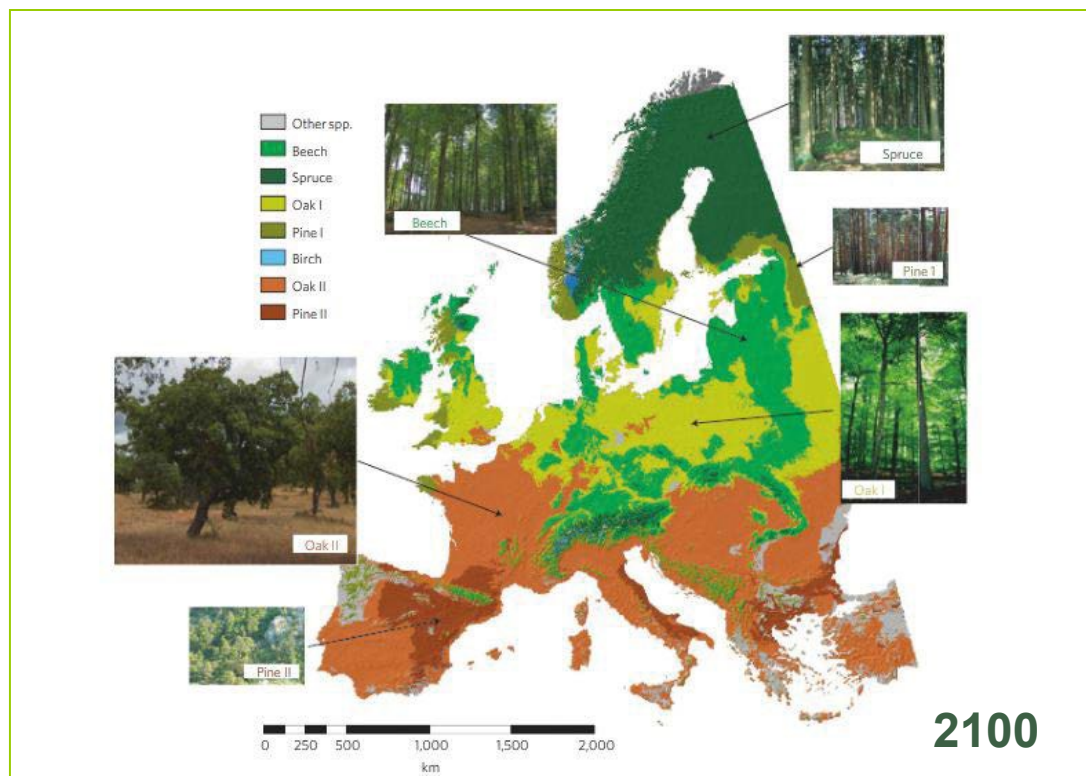 Other spp.
Beech
Spruce
Oak I
Pine I
Birch
Oak II
Pine II
Beech
Spruce
Pine 1
Oak I
Oak II
Pine II
0 250 500 1,000 1,500 2,000
km
2100